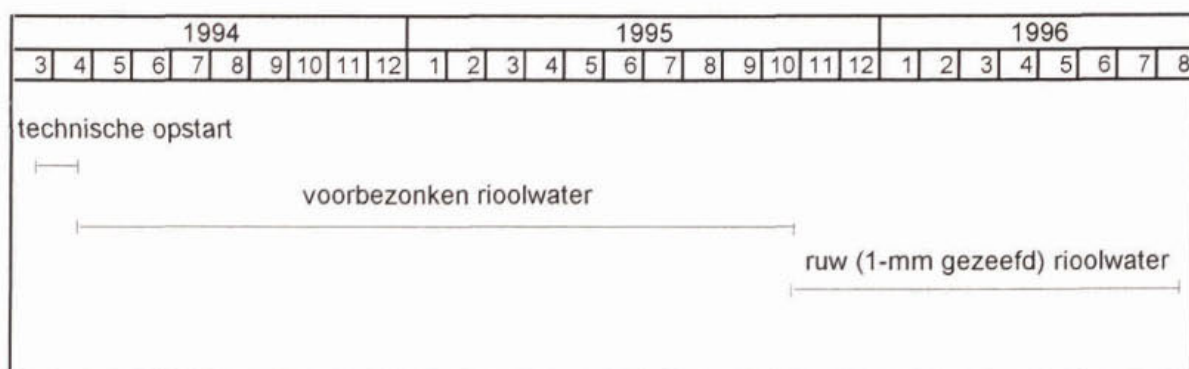 1994 1995 1996
3 4 5 6 7 8 9 10 11 12 1 2 3 4 5 6 7 8 9 10 11 12 1 2 3 4 5 6 7 8
technische opstart
voorbezonken rioolwater
ruw (1-mm gezeefd) rioolwater